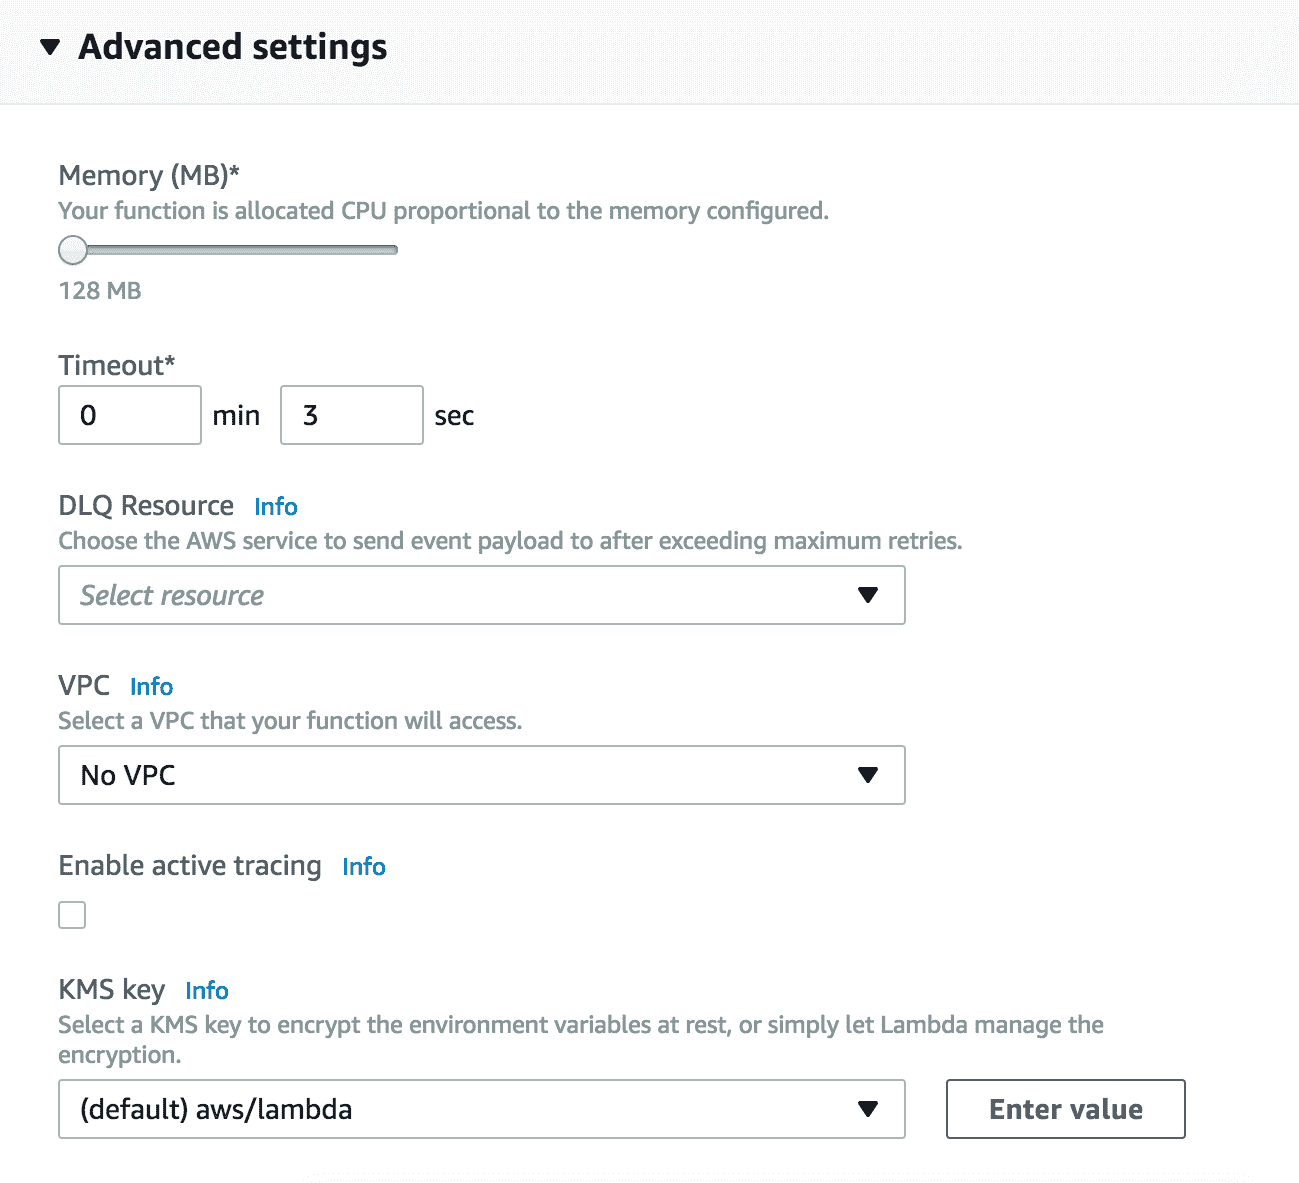 Advanced settings
Memory (MB)*
Your function is allocated CPU proportional to the memory configured.
128 MB
Timeout*
0 min 3 sec
DLQ Resource Info
Choose the AWS service to send event payload to after exceeding maximum retries.
Select resource
VPC Info
Select a VPC that your function will access.
No VPC
Enable active tracing Info
KMS key Info
Select a KMS key to encrypt the environment variables at rest, or simply let Lambda manage the
encryption.
(default) aws/lambda Enter value